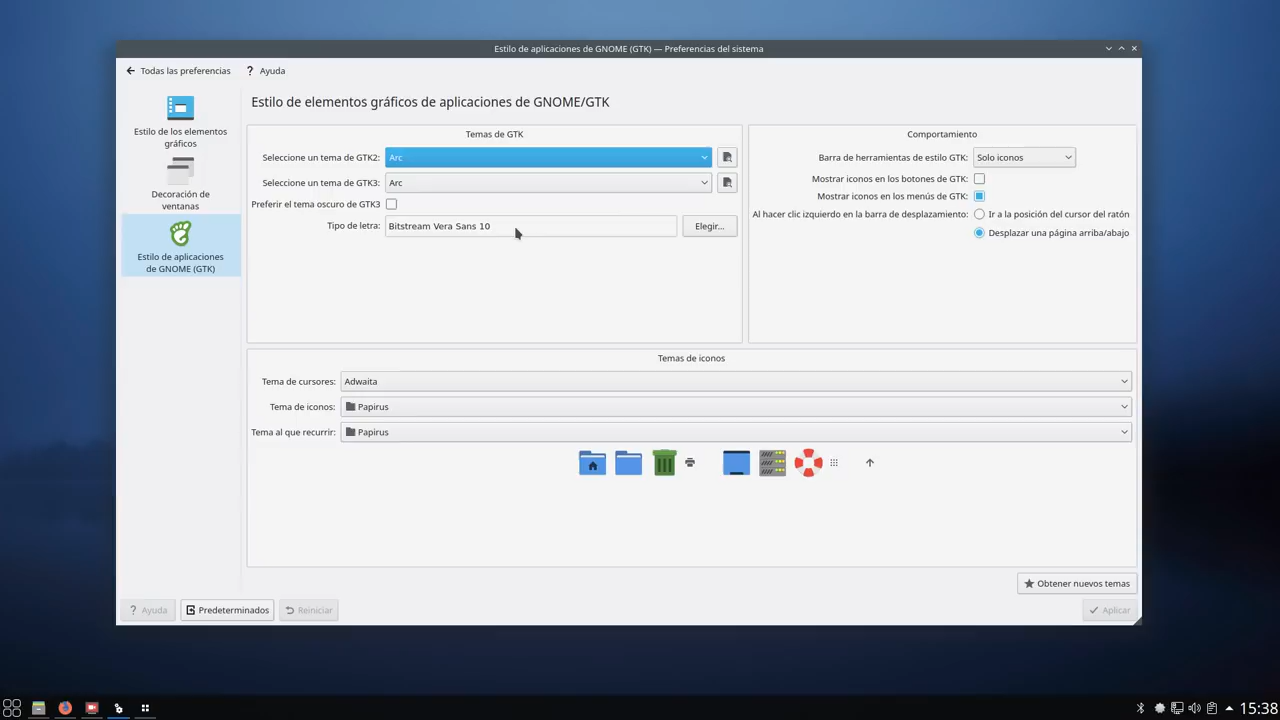 Estilo de aplicaciones de GNOME (GTK) — Preferencias del sistema
Todas las preferencias
? Ayuda
Estilo de los elementos
gráficos
Decoración de
ventanas
Estilo de aplicaciones
de GNOME (GTK)
Estilo de elementos gráficos de aplicaciones de GNOME/GTK
Temas de GTK
Seleccione un tema de GTK2: Arc
Seleccione un tema de GTK3: Arc
Preferir el tema oscuro de GTK3
Tipo de letra: Bitstream Vera Sans 10 Elegir...
Comportamiento
Barra de herramientas de estilo GTK: Solo iconos
Mostrar iconos en los botones de GTK:
Mostrar iconos en los menús de GTK:
Al hacer clic izquierdo en la barra de desplazamiento: Ir a la posición del cursor del ratón
Desplazar una página arriba/abajo
Temas de iconos
Tema de cursores: Adwaita
Tema de iconos: Papirus
Tema al que recurrir: Papirus
Obtener nuevos temas
? Ayuda
Predeterminados
Reiniciar
Aplicar
15:38